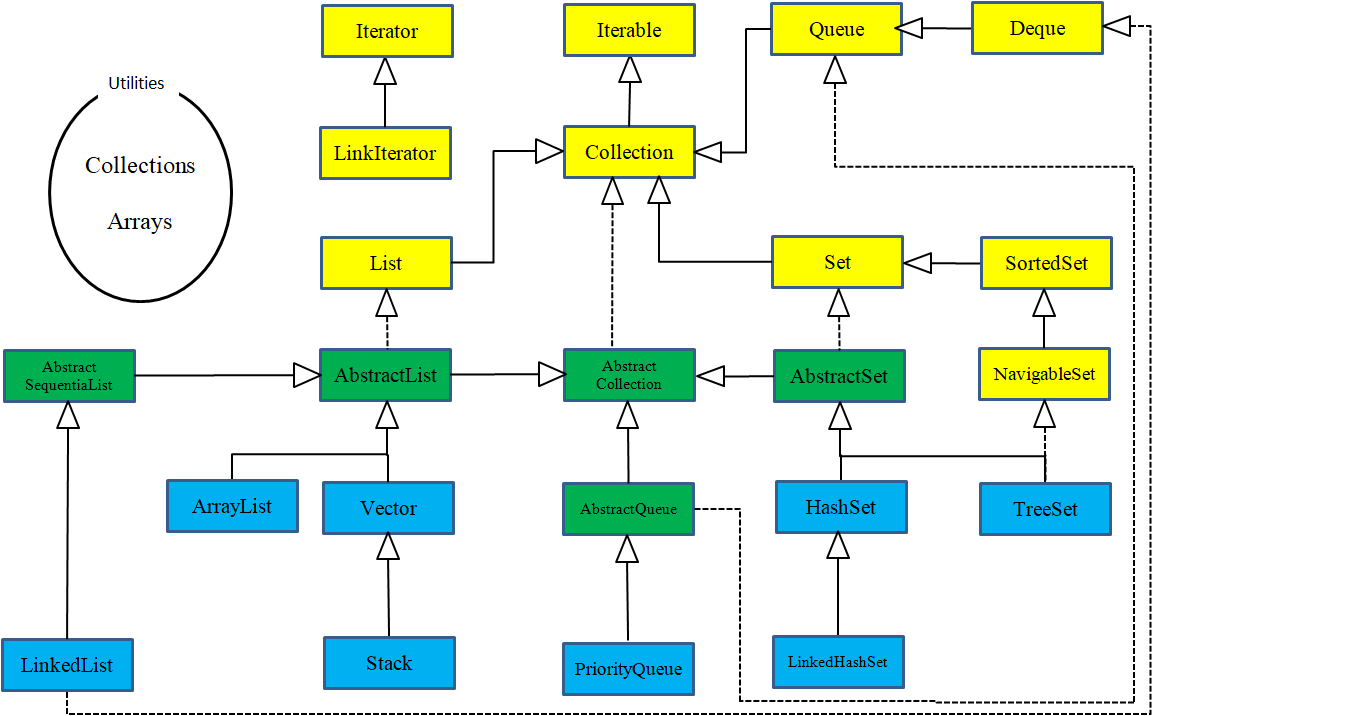 Iterator
Iterable
Queue
Deque
Utilities
Collections
Arrays
LinkIterator
Collection
List
Set
SortedSet
Abstract
SequentiaList
AbstractList
Abstract
Collection
AbstractSet
NavigableSet
ArrayList
Vector
AbstractQueue
HashSet
TreeSet
LinkedList
Stack
PriorityQueue
LinkedHashSet